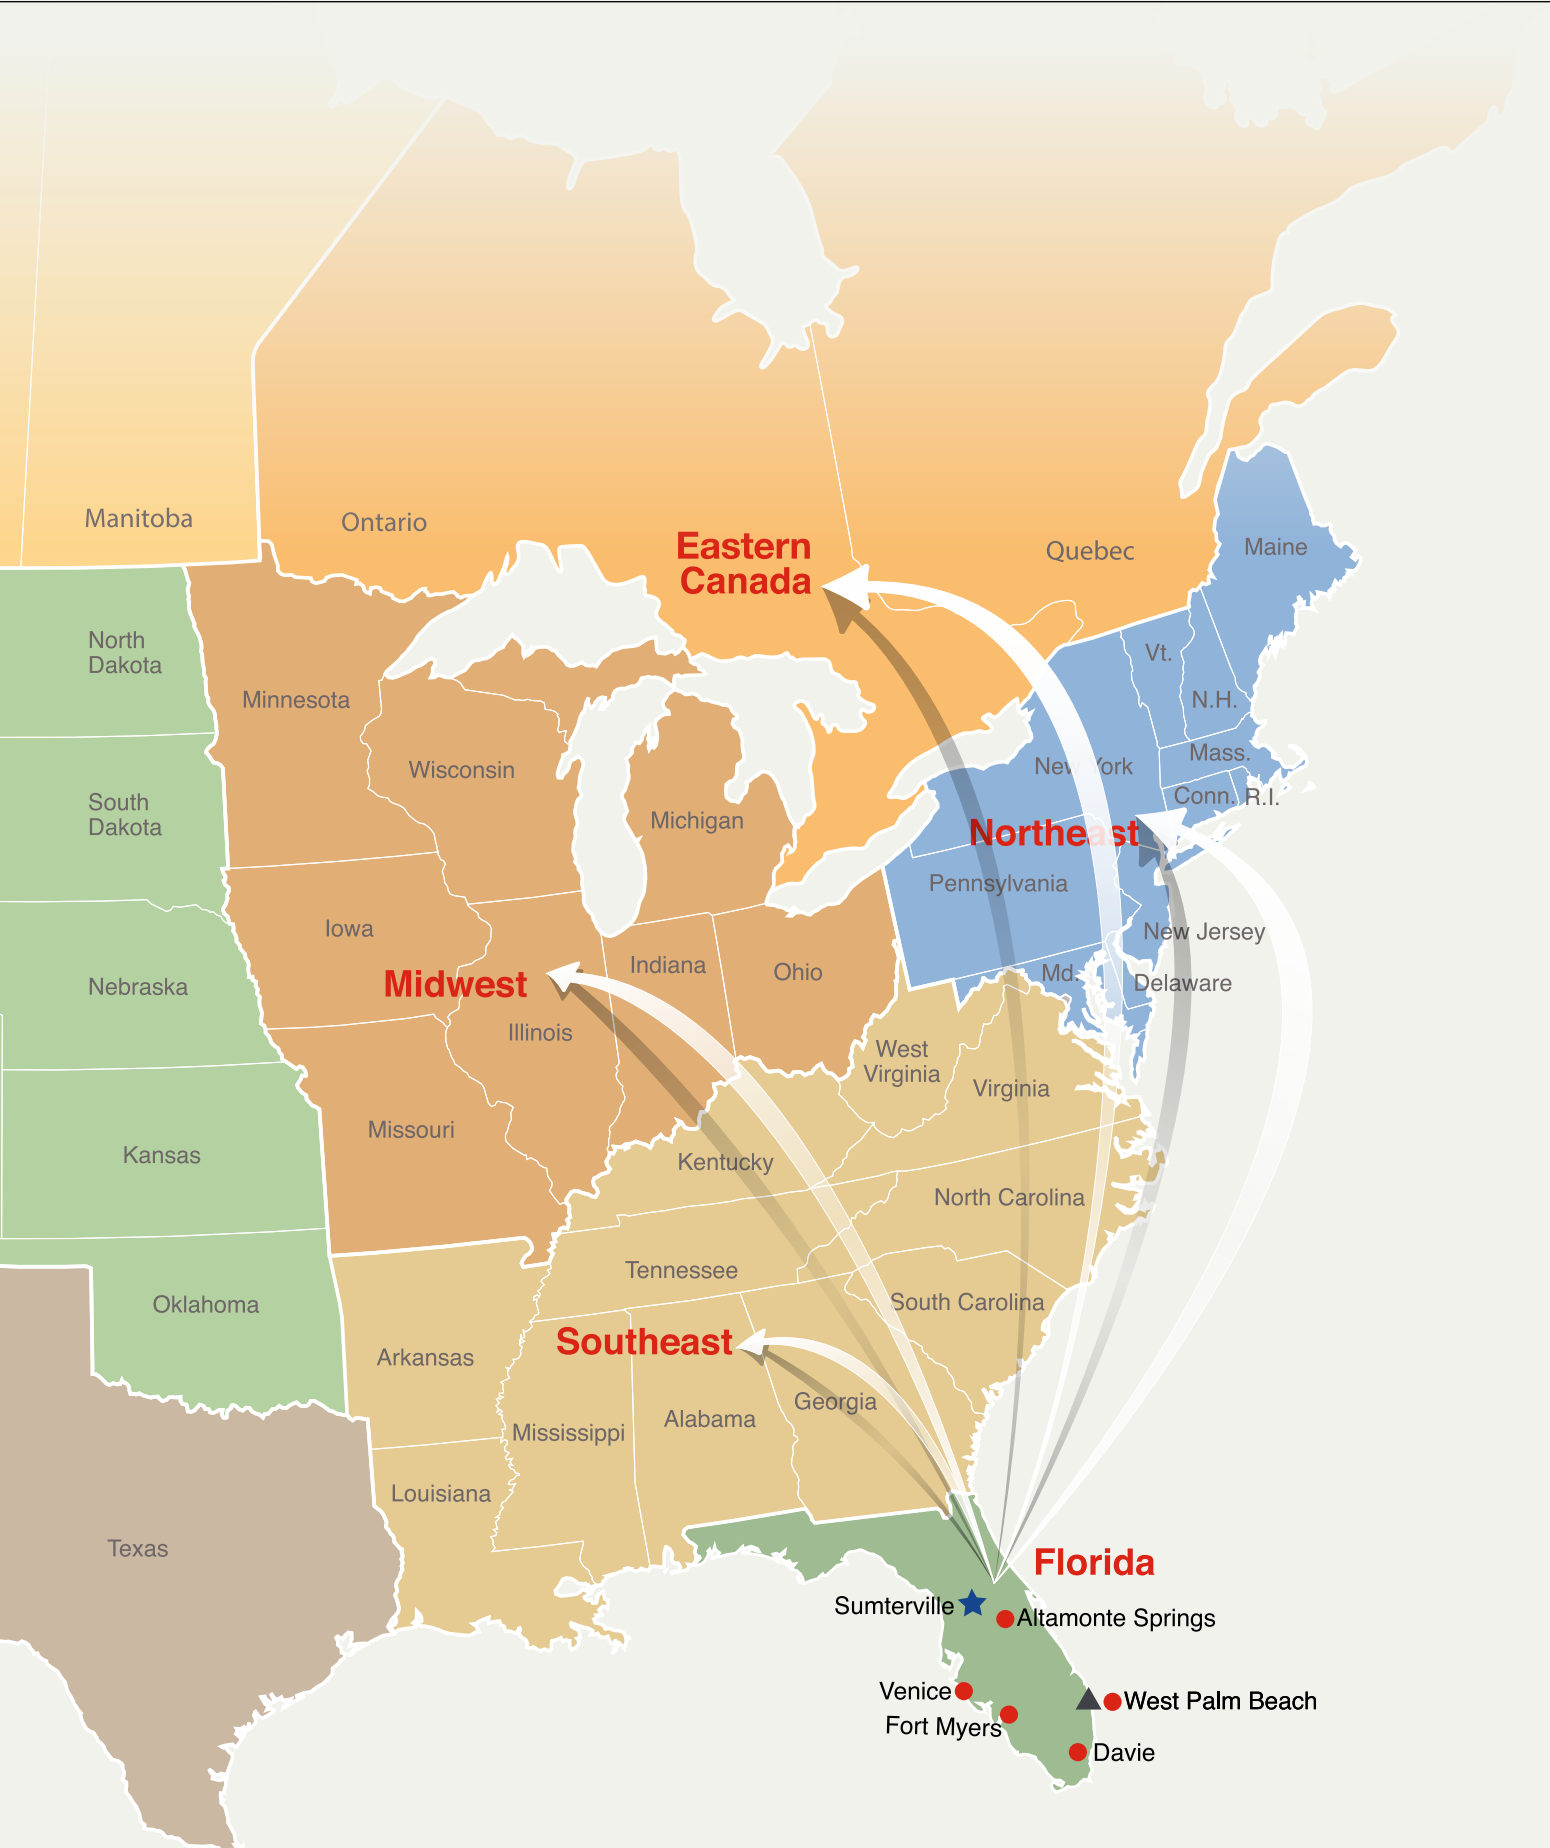 Manitoba
Ontario
Eastern
Canada
Quebec
Maine
North
Dakota
Minnesota
Vt.
N.H.
Wisconsin
New York
Mass.
South
Dakota
Michigan
Conn.
R.I.
Northeast
Pennsylvania
Iowa
New Jersey
Nebraska
Midwest
Indiana
Ohio
Md.
Delaware
Illinois
West
Virginia
Virginia
Missouri
Kansas
Kentucky
North Carolina
Tennessee
Oklahoma
South Carolina
Southeast
Arkansas
Georgia
Alabama
Mississippi
Louisiana
Texas
Florida
Sumterville
Altamonte Springs
Venice
West Palm Beach
Fort Myers
Davie